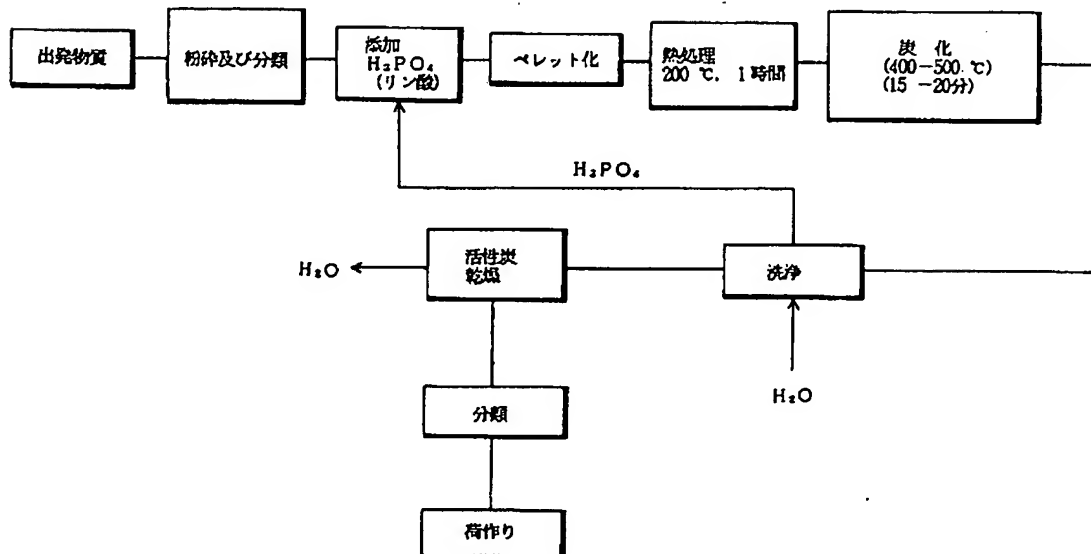 出発物質
粉砕及び分類
添加
H₃PO₄
(リン酸)
ペレット化
熱処理
200 ℃, 1時間
炭 化
(400-500 ℃)
(15 -20分)
H₃PO₄
活性炭
乾燥
H₂O
洗浄
H₂O
分類
荷作り